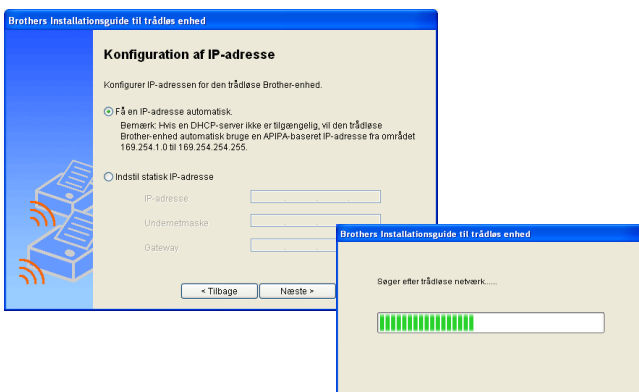 Brothers Installationsguide til trådløs enhed
Konfiguration af IP-adresse
Konfigurer IP-adressen for den trådløse Brother-enhed.
Få en IP-adresse automatisk.
Bemærk: Hvis en DHCP-server ikke er tilgængelig, vil den trådløse
Brother-enhed automatisk bruge en APIPA-baseret IP-adresse fra området
169.254.1.0 til 169.254.254.255.
Indstil statisk IP-adresse
IP-adresse
Undernetmaske
Gateway
< Tilbage
Næste >
Brothers Installationsguide til trådløs enhed
Søger efter trådløse netværk......